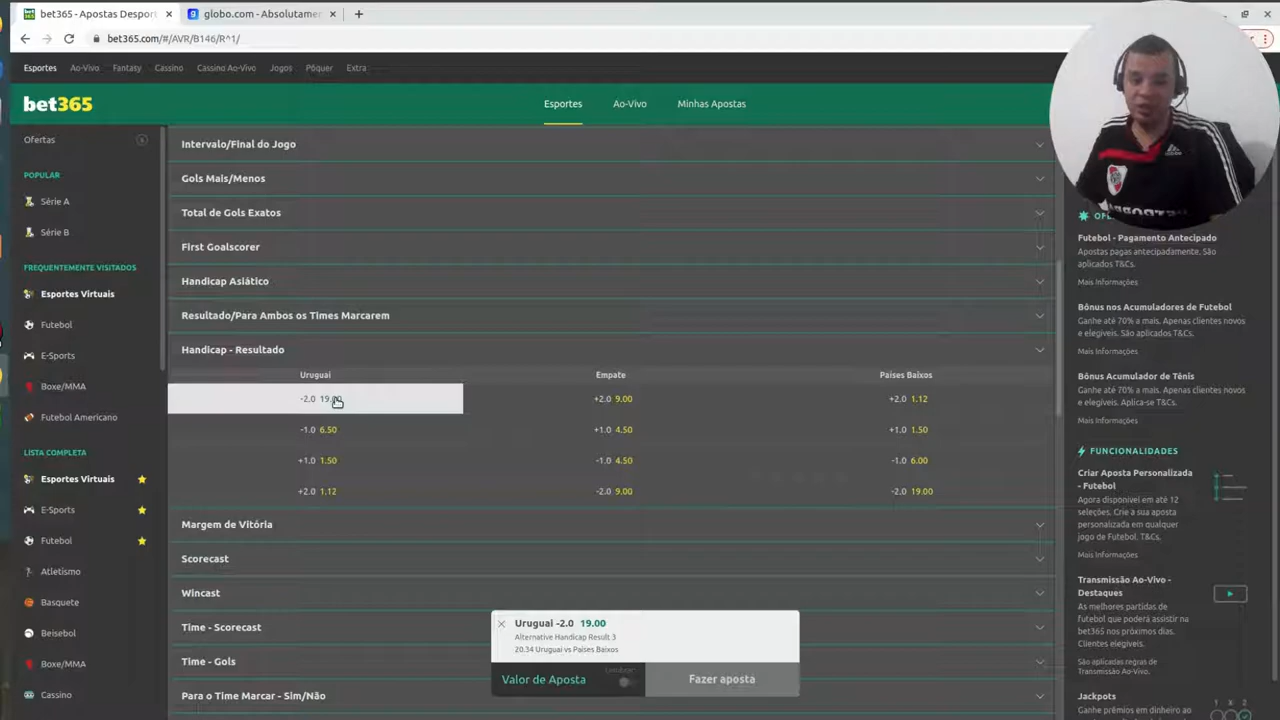 bet365 - Apostas Desport
globo.com - Absolutamen
bet365.com/#/AVR/B146/R^1/
Esportes Ao-Vivo Fantasy Cassino Cassino Ao-Vivo Jogos Pôquer Extra
bet365
Esportes Ao-Vivo Minhas Apostas
Ofertas
POPULAR
Série A
Série B
FREQUENTEMENTE VISITADOS
Esportes Virtuais
Futebol
E-Sports
Boxe/MMA
Futebol Americano
LISTA COMPLETA
Esportes Virtuais
E-Sports
Futebol
Atletismo
Basquete
Beisebol
Boxe/MMA
Cassino
Intervalo/Final do Jogo
Gols Mais/Menos
Total de Gols Exatos
First Goalscorer
Handicap Asiático
Resultado/Para Ambos os Times Marcarem
Handicap - Resultado
Uruguai Empate Países Baixos
-2.0 19.00 +2.0 9.00 +2.0 1.12
-1.0 6.50 +1.0 4.50 +1.0 1.50
+1.0 1.50 -1.0 4.50 -1.0 6.00
+2.0 1.12 -2.0 9.00 -2.0 19.00
Margem de Vitória
Scorecast
Wincast
Time - Scorecast
Time - Gols
Para o Time Marcar - Sim/Não
Uruguai -2.0 19.00
Alternative Handicap Result 3
20.34 Uruguai vs Países Baixos
Valor de Aposta
Fazer aposta
Futebol - Pagamento Antecipado
Apostas pagas antecipadamente. São
aplicados T&Cs.
Mais Informações
Bônus nos Acumuladores de Futebol
Ganhe até 70% a mais. Apenas clientes novos
e elegíveis. São aplicados T&Cs.
Mais Informações
Bônus Acumulador de Tênis
Ganhe até 70% a mais. Apenas clientes novos
e elegíveis. Aplica-se T&Cs.
Mais Informações
FUNCIONALIDADES
Criar Aposta Personalizada
- Futebol
Agora disponível em até 12
seleções. Crie a sua aposta
personalizada em qualquer
jogo de Futebol. T&Cs.
Mais Informações
Transmissão Ao-Vivo -
Destaques
As melhores partidas de
futebol que poderá assistir na
bet365 nos próximos dias.
Clientes elegíveis.
São aplicadas regras de
Transmissão Ao-Vivo.
Jackpots
1 X 2
Ganhe prêmios em dinheiro ao